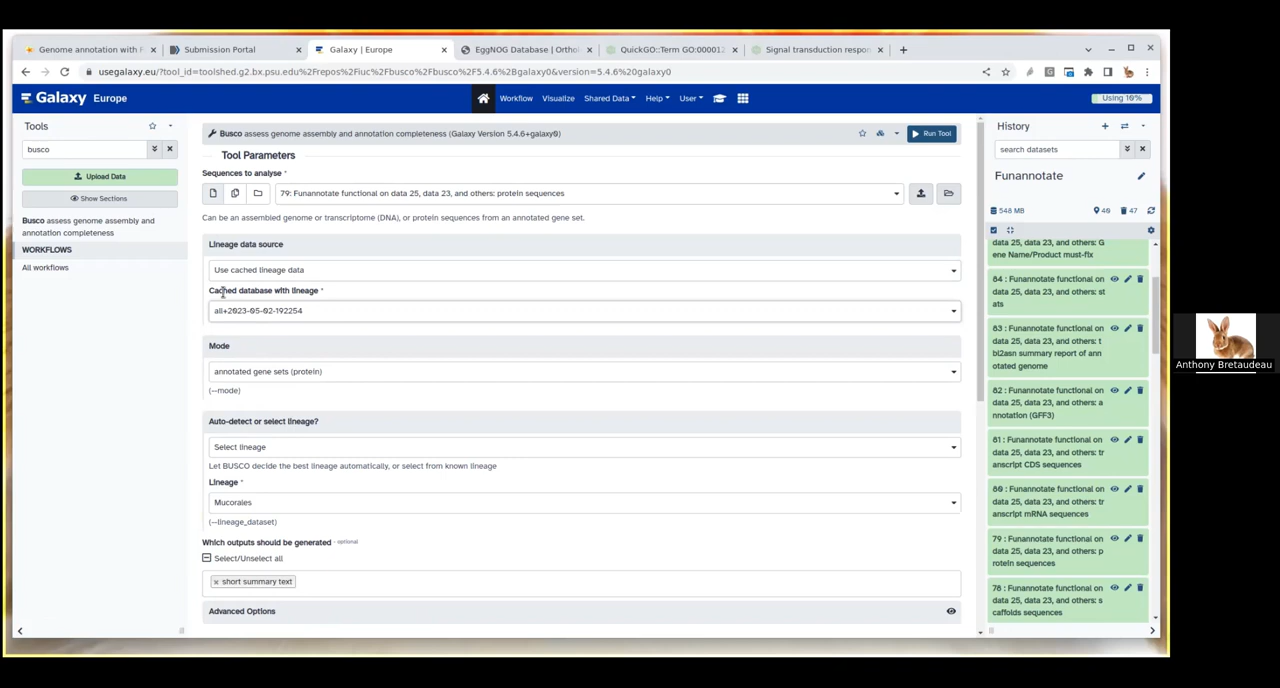 Genome annotation with F
Submission Portal
Galaxy | Europe
EggNOG Database | Ortho
QuickGO::Term GO:000012
Signal transduction respon
usegalaxy.eu/?tool_id=toolshed.g2.bx.psu.edu%2Frepos%2Fiuc%2Fbusco%2Fbusco%2F5.4.6%2Bgalaxy0&version=5.4.6%20galaxy0
Galaxy Europe
Workflow Visualize Shared Data Help User
Using 10%
Tools
busco
Upload Data
Show Sections
Busco assess genome assembly and
annotation completeness
WORKFLOWS
All workflows
Busco assess genome assembly and annotation completeness (Galaxy Version 5.4.6+galaxy0)
Run Tool
Tool Parameters
Sequences to analyse *
79: Funannotate functional on data 25, data 23, and others: protein sequences
Can be an assembled genome or transcriptome (DNA), or protein sequences from an annotated gene set.
Lineage data source
Use cached lineage data
Cached database with lineage *
all+2023-05-02-192254
Mode
annotated gene sets (protein)
(--mode)
Auto-detect or select lineage?
Select lineage
Let BUSCO decide the best lineage automatically, or select from known lineage
Lineage *
Mucorales
(--lineage_dataset)
Which outputs should be generated - optional
Select/Unselect all
short summary text
Advanced Options
History
search datasets
Funannotate
548 MB
46
47
data 25, data 23, and others: G
ene Name/Product must-fix
84 : Funannotate functional on
data 25, data 23, and others: st
ats
83 : Funannotate functional on
data 25, data 23, and others: t
bl2asn summary report of ann
otated genome
82 : Funannotate functional on
data 25, data 23, and others: a
nnotation (GFF3)
81 : Funannotate functional on
data 25, data 23, and others: tr
anscript CDS sequences
80 : Funannotate functional on
data 25, data 23, and others: tr
anscript mRNA sequences
79 : Funannotate functional on
data 25, data 23, and others: p
rotein sequences
78 : Funannotate functional on
data 25, data 23, and others: s
caffolds sequences
Anthony Bretaudeau